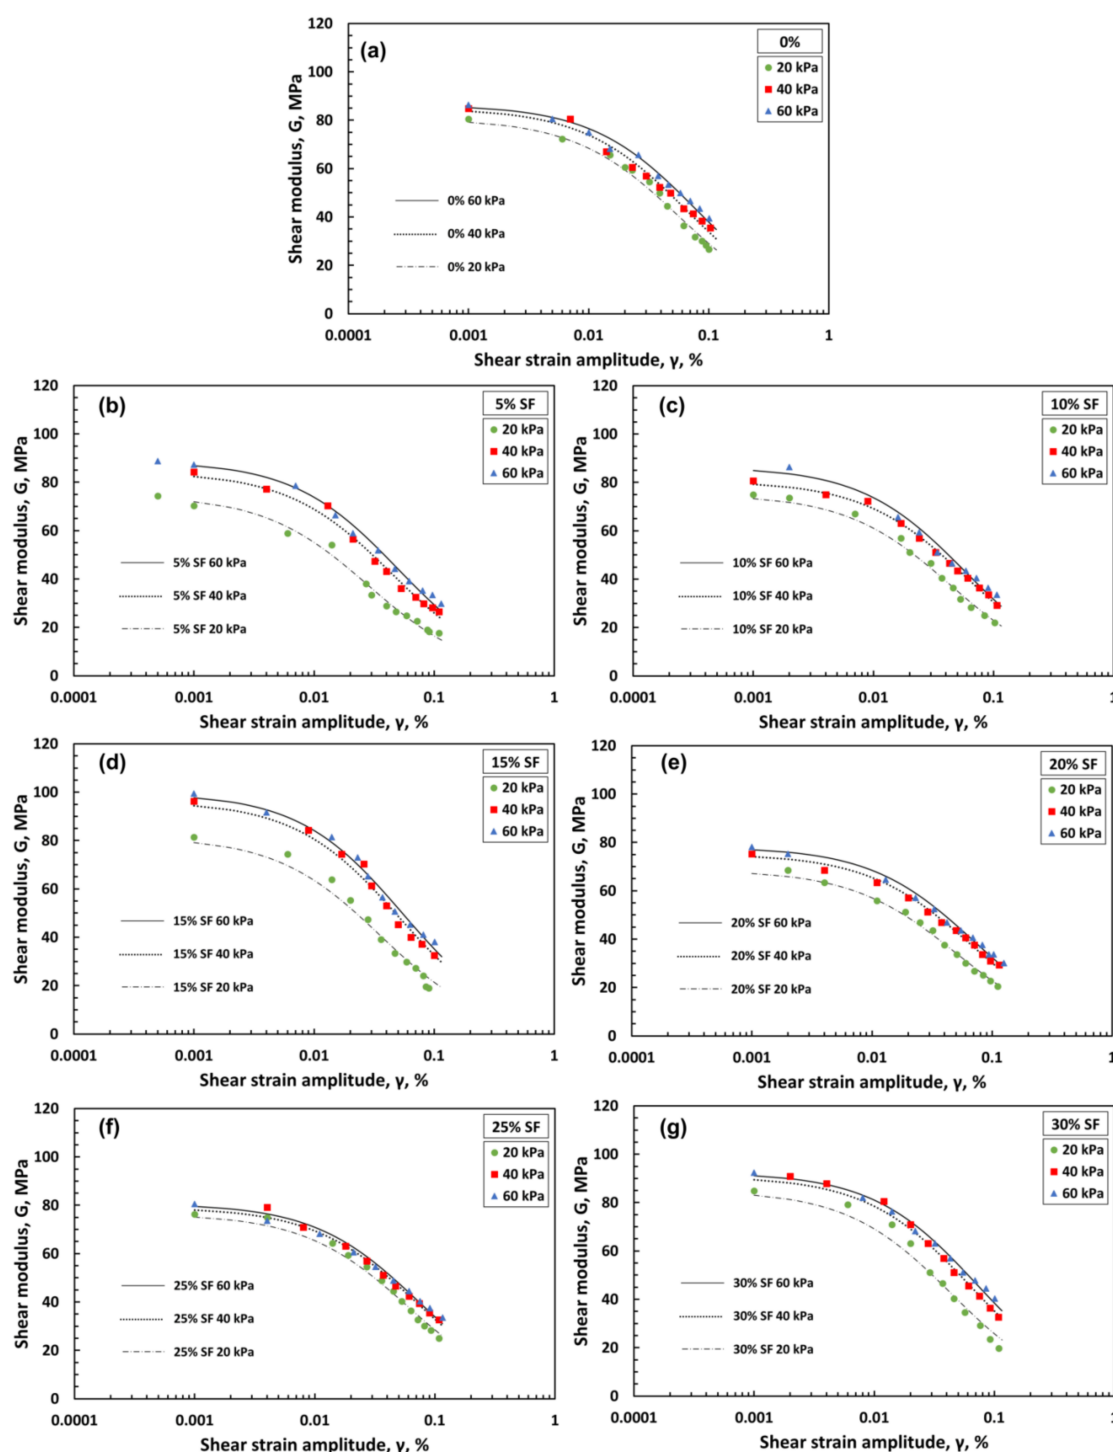 (a)
0%
20 kPa
40 kPa
60 kPa
Shear modulus, G, MPa
120
100
80
60
40
20
0
0% 60 kPa
0% 40 kPa
0% 20 kPa
0.0001
0.001
0.01
0.1
1
Shear strain amplitude, γ, %
(b)
5% SF
20 kPa
40 kPa
60 kPa
Shear modulus, G, MPa
120
100
80
60
40
20
0
5% SF 60 kPa
5% SF 40 kPa
5% SF 20 kPa
0.0001
0.001
0.01
0.1
1
Shear strain amplitude, γ, %
(c)
10% SF
20 kPa
40 kPa
60 kPa
Shear modulus, G, MPa
120
100
80
60
40
20
0
10% SF 60 kPa
10% SF 40 kPa
10% SF 20 kPa
0.0001
0.001
0.01
0.1
1
Shear strain amplitude, γ, %
(d)
15% SF
20 kPa
40 kPa
60 kPa
Shear modulus, G, MPa
120
100
80
60
40
20
0
15% SF 60 kPa
15% SF 40 kPa
15% SF 20 kPa
0.0001
0.001
0.01
0.1
1
Shear strain amplitude, γ, %
(e)
20% SF
20 kPa
40 kPa
60 kPa
Shear modulus, G, MPa
120
100
80
60
40
20
0
20% SF 60 kPa
20% SF 40 kPa
20% SF 20 kPa
0.0001
0.001
0.01
0.1
1
Shear strain amplitude, γ, %
(f)
25% SF
20 kPa
40 kPa
60 kPa
Shear modulus, G, MPa
120
100
80
60
40
20
0
25% SF 60 kPa
25% SF 40 kPa
25% SF 20 kPa
0.0001
0.001
0.01
0.1
1
Shear strain amplitude, γ, %
(g)
30% SF
20 kPa
40 kPa
60 kPa
Shear modulus, G, MPa
120
100
80
60
40
20
0
30% SF 60 kPa
30% SF 40 kPa
30% SF 20 kPa
0.0001
0.001
0.01
0.1
1
Shear strain amplitude, γ, %